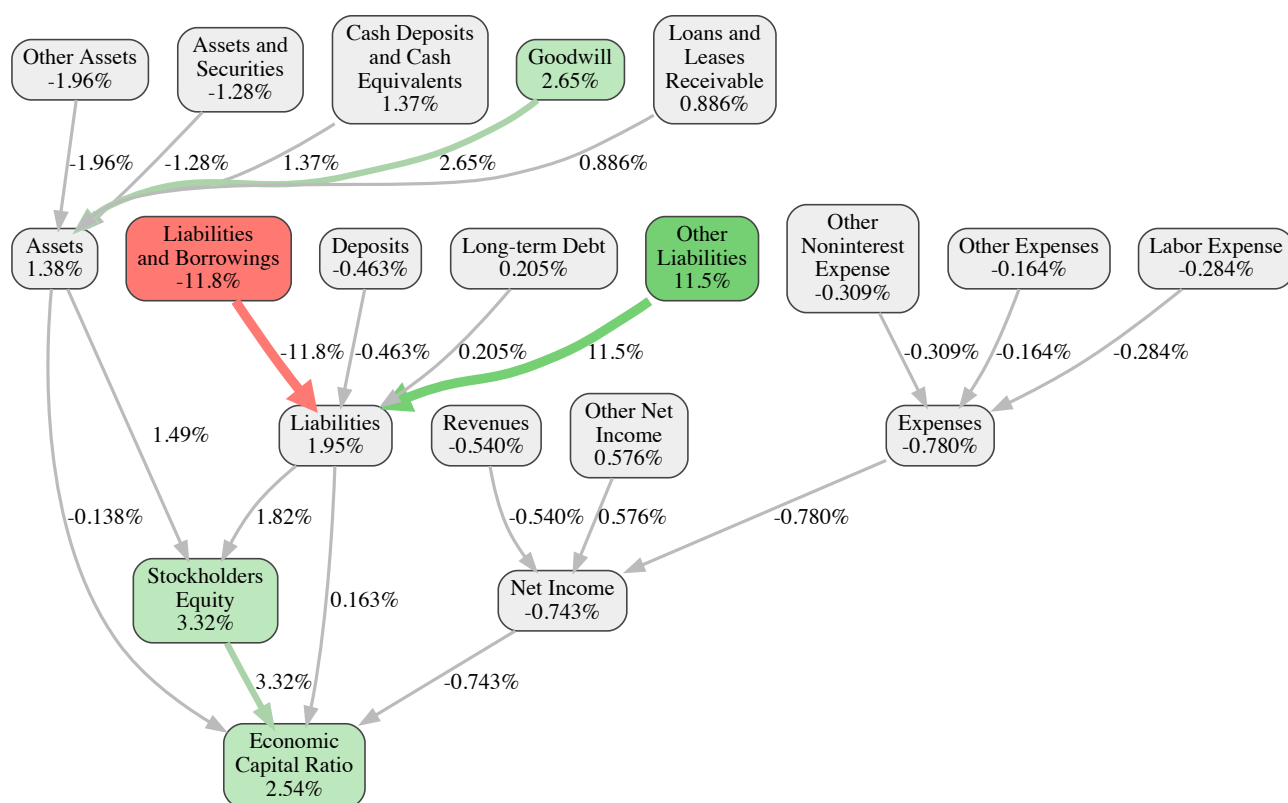 Other Assets
-1.96%
Assets and
Securities
-1.28%
Cash Deposits
and Cash
Equivalents
1.37%
Goodwill
2.65%
Loans and
Leases
Receivable
0.886%
-1.96%
-1.28%
1.37%
2.65%
0.886%
Assets
1.38%
Liabilities
and Borrowings
-11.8%
Deposits
-0.463%
Long-term Debt
0.205%
Other
Liabilities
11.5%
Other
Noninterest
Expense
-0.309%
Other Expenses
-0.164%
Labor Expense
-0.284%
-11.8%
-0.463%
0.205%
11.5%
-0.309%
-0.164%
-0.284%
1.49%
Liabilities
1.95%
Revenues
-0.540%
Other Net
Income
0.576%
Expenses
-0.780%
-0.138%
1.82%
-0.540%
0.576%
-0.780%
Stockholders
Equity
3.32%
0.163%
Net Income
-0.743%
3.32%
-0.743%
Economic
Capital Ratio
2.54%